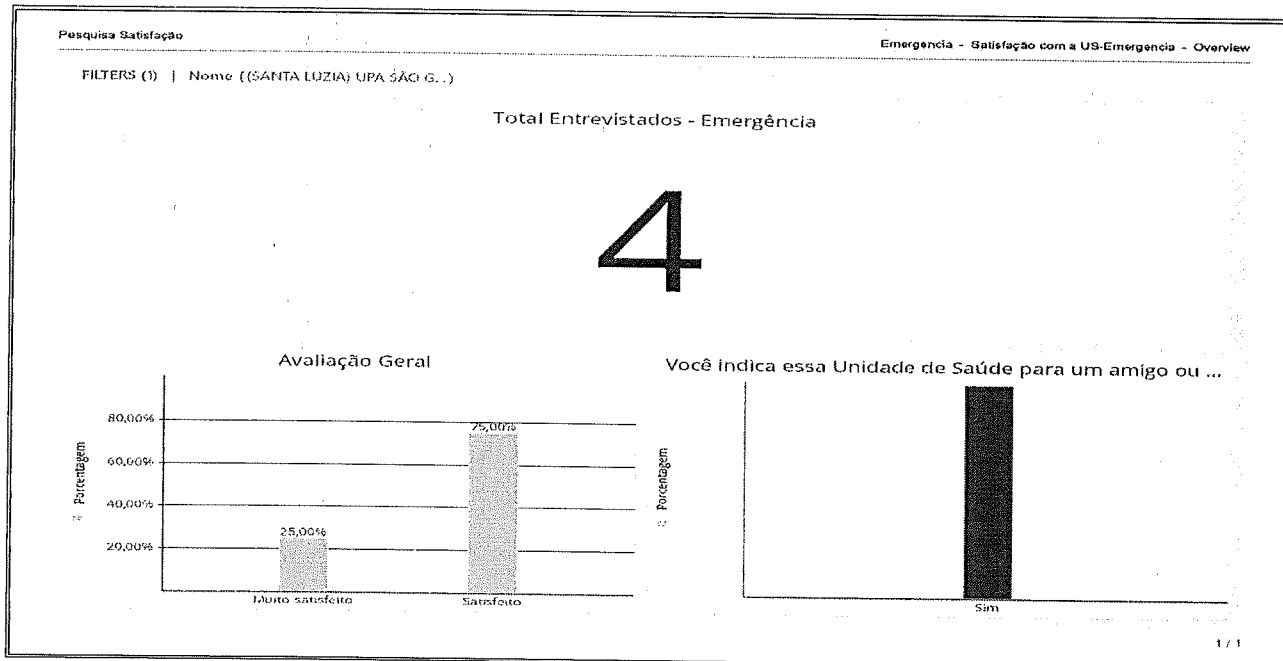 Pesquisa Satisfação
Emergencia - Satisfação com a US-Emergencia - Overview
FILTERS (1) | Nome ((SANTA LUZIA) UPA SÃO G...)
Total Entrevistados - Emergência
4
Avaliação Geral
Porcentagem
80,00%
60,00%
40,00%
20,00%
25,00%
75,00%
Muito satisfeito
Satisfeito
Você indica essa Unidade de Saúde para um amigo ou ...
Porcentagem
Sim
1 / 1